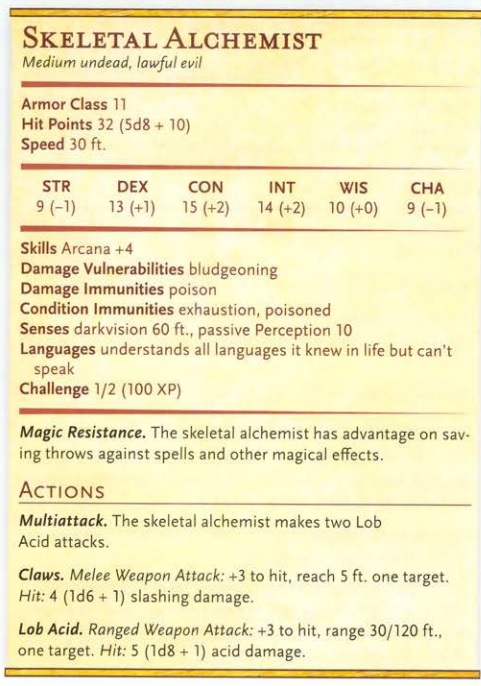 SKELETAL ALCHEMIST
Medium undead, lawful evil
Armor Class 11
Hit Points 32 (5d8 + 10)
Speed 30 ft.
STR DEX CON INT WIS CHA
9 (−1) 13 (+1) 15 (+2) 14 (+2) 10 (+0) 9 (−1)
Skills Arcana +4
Damage Vulnerabilities bludgeoning
Damage Immunities poison
Condition Immunities exhaustion, poisoned
Senses darkvision 60 ft., passive Perception 10
Languages understands all languages it knew in life but can't
speak
Challenge 1/2 (100 XP)
Magic Resistance. The skeletal alchemist has advantage on sav-
ing throws against spells and other magical effects.
ACTIONS
Multiattack. The skeletal alchemist makes two Lob
Acid attacks.
Claws. Melee Weapon Attack: +3 to hit, reach 5 ft. one target.
Hit: 4 (1d6 + 1) slashing damage.
Lob Acid. Ranged Weapon Attack: +3 to hit, range 30/120 ft.,
one target. Hit: 5 (1d8 + 1) acid damage.